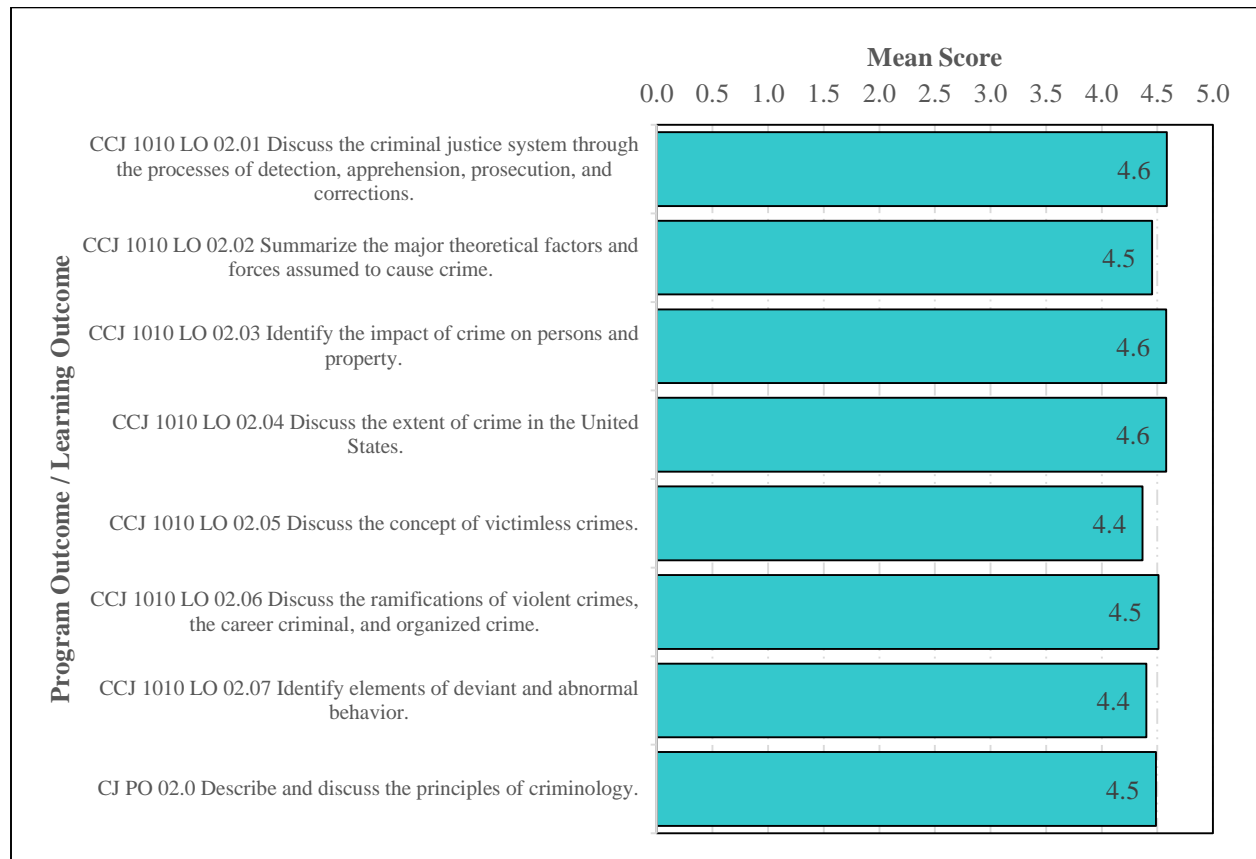 Mean Score
0.0 0.5 1.0 1.5 2.0 2.5 3.0 3.5 4.0 4.5 5.0
Program Outcome / Learning Outcome
CCJ 1010 LO 02.01 Discuss the criminal justice system through
the processes of detection, apprehension, prosecution, and
corrections.
4.6
CCJ 1010 LO 02.02 Summarize the major theoretical factors and
forces assumed to cause crime.
4.5
CCJ 1010 LO 02.03 Identify the impact of crime on persons and
property.
4.6
CCJ 1010 LO 02.04 Discuss the extent of crime in the United
States.
4.6
CCJ 1010 LO 02.05 Discuss the concept of victimless crimes.
4.4
CCJ 1010 LO 02.06 Discuss the ramifications of violent crimes,
the career criminal, and organized crime.
4.5
CCJ 1010 LO 02.07 Identify elements of deviant and abnormal
behavior.
4.4
CJ PO 02.0 Describe and discuss the principles of criminology.
4.5